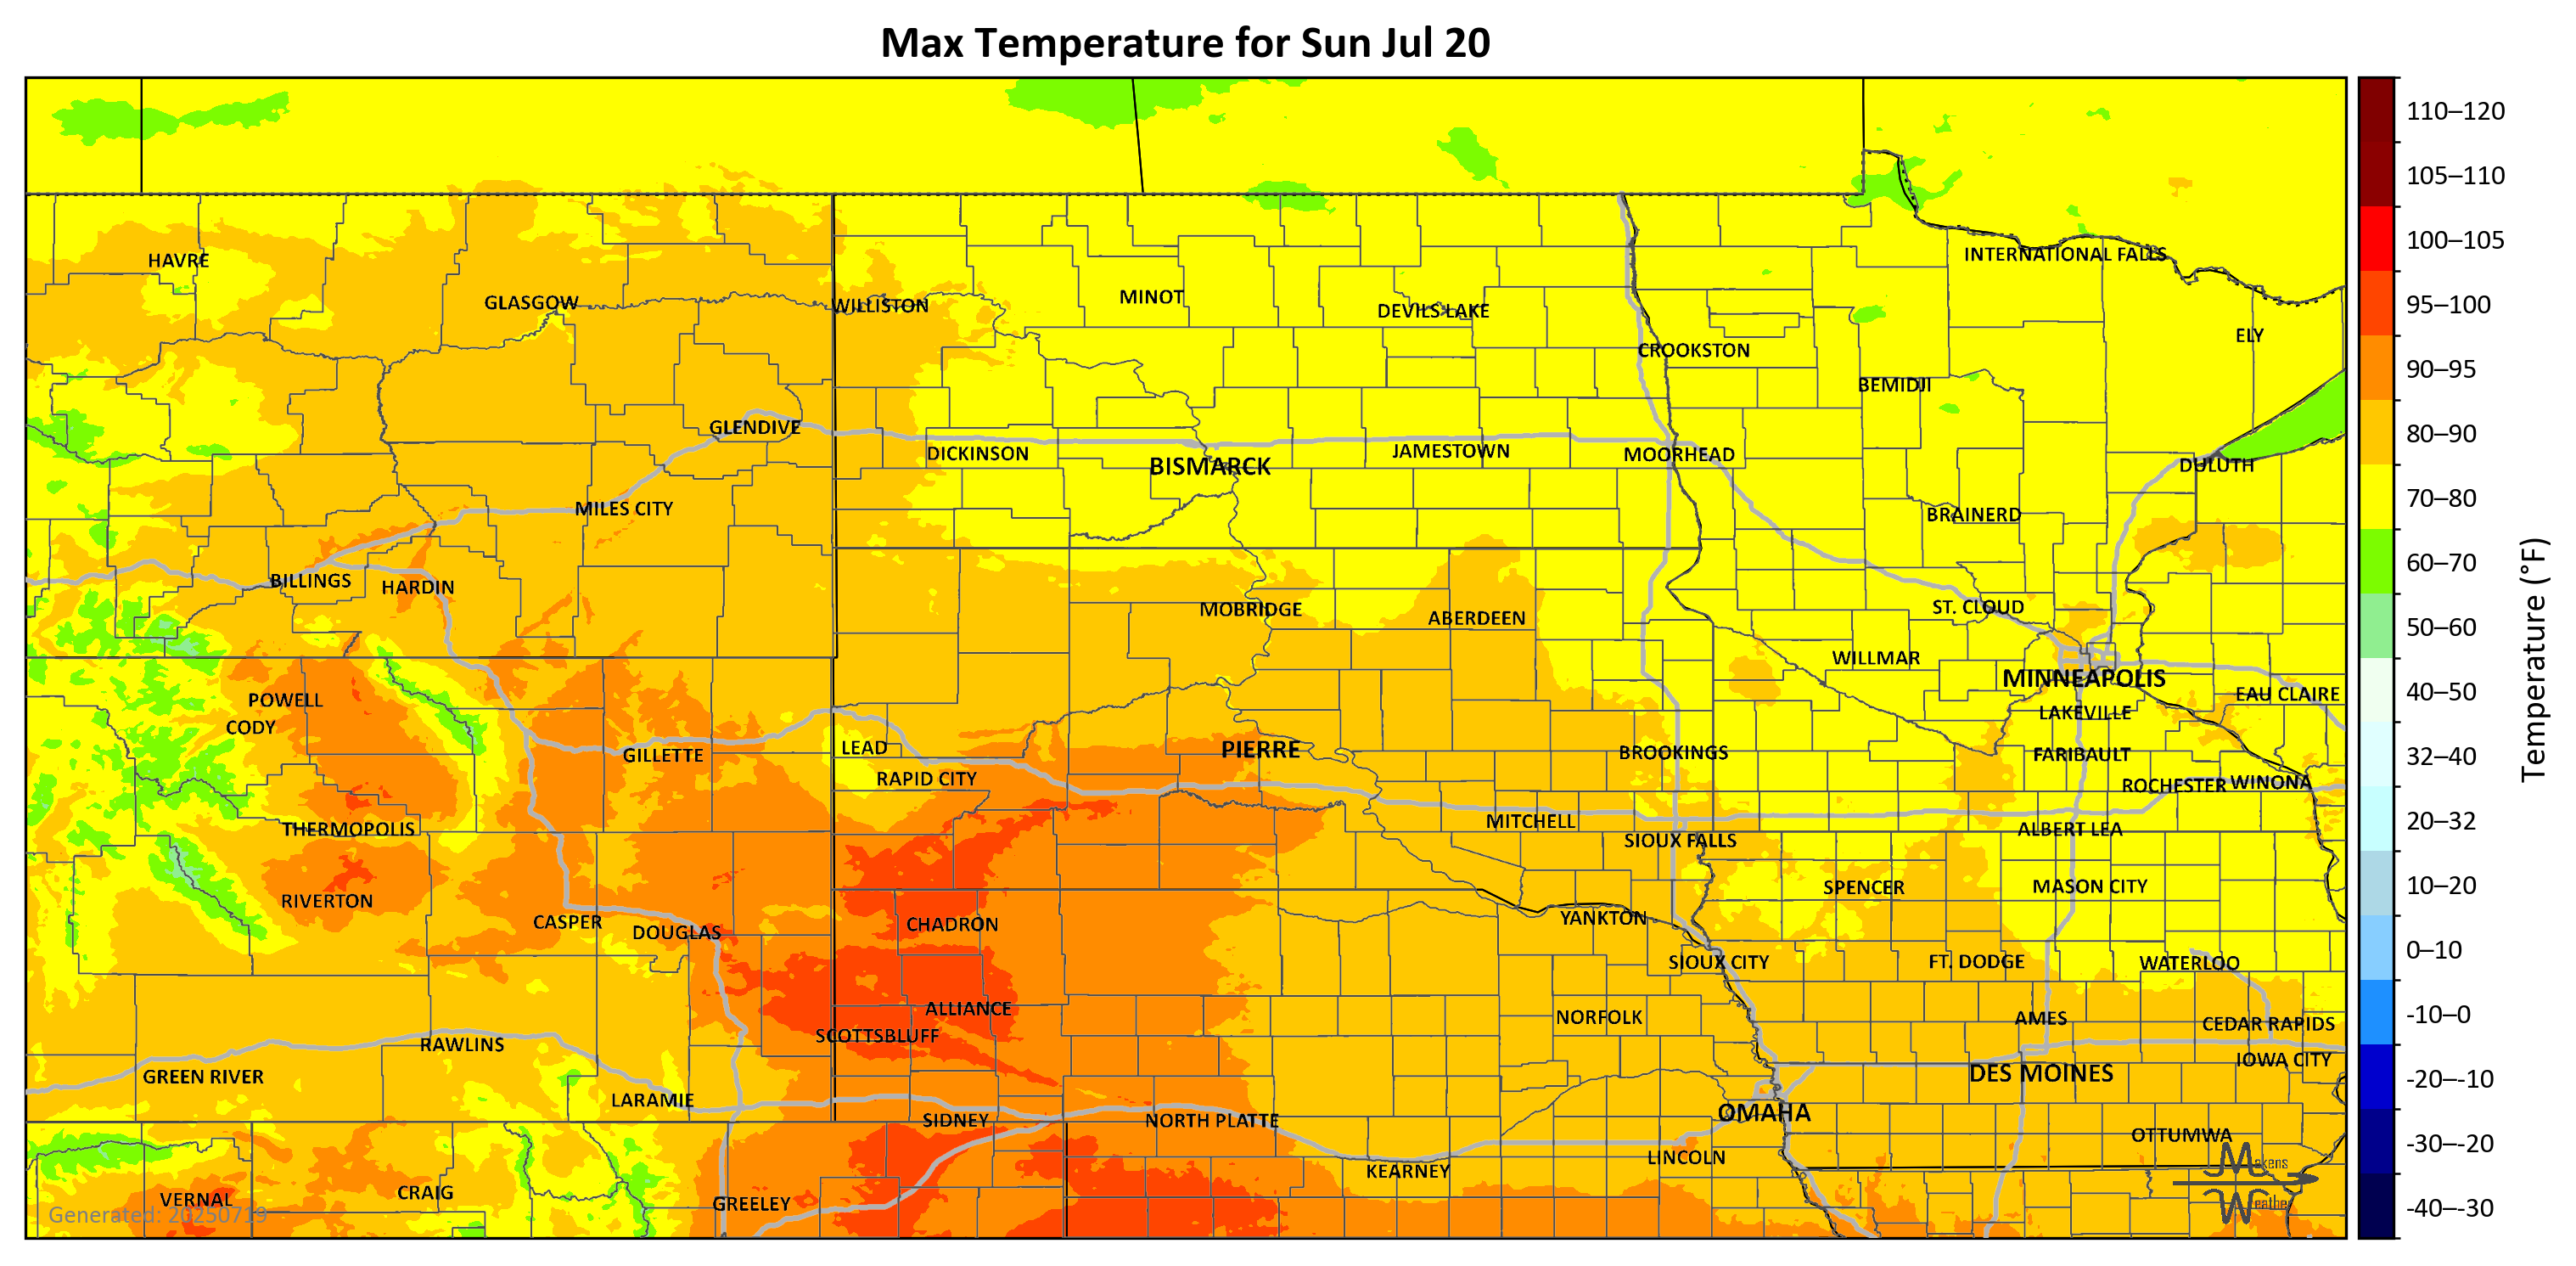 Max Temperature for Sun Jul 20
110–120
105–110
100–105
95–100
90–95
80–90
70–80
60–70
50–60
40–50
32–40
20–32
10–20
0–10
-10–0
-20–-10
-30–-20
-40–-30
Temperature (°F)
HAVRE
INTERNATIONAL FALLS
GLASGOW
WILLISTON
MINOT
DEVILS LAKE
ELY
CROOKSTON
BEMIDJI
GLENDIVE
DICKINSON
BISMARCK
JAMESTOWN
MOORHEAD
DULUTH
MILES CITY
BRAINERD
BILLINGS
HARDIN
MOBRIDGE
ABERDEEN
ST. CLOUD
WILLMAR
MINNEAPOLIS
EAU CLAIRE
POWELL
CODY
LAKEVILLE
GILLETTE
LEAD
RAPID CITY
PIERRE
BROOKINGS
FARIBAULT
ROCHESTER
WINONA
THERMOPOLIS
MITCHELL
SIOUX FALLS
ALBERT LEA
RIVERTON
SPENCER
MASON CITY
CASPER
DOUGLAS
CHADRON
YANKTON
SIOUX CITY
FT. DODGE
WATERLOO
ALLIANCE
SCOTTSBLUFF
NORFOLK
AMES
CEDAR RAPIDS
RAWLINS
IOWA CITY
GREEN RIVER
DES MOINES
LARAMIE
SIDNEY
NORTH PLATTE
OMAHA
OTTUMWA
LINCOLN
KEARNEY
VERNAL
CRAIG
GREELEY
Generated: 20250719
Makens
Weather